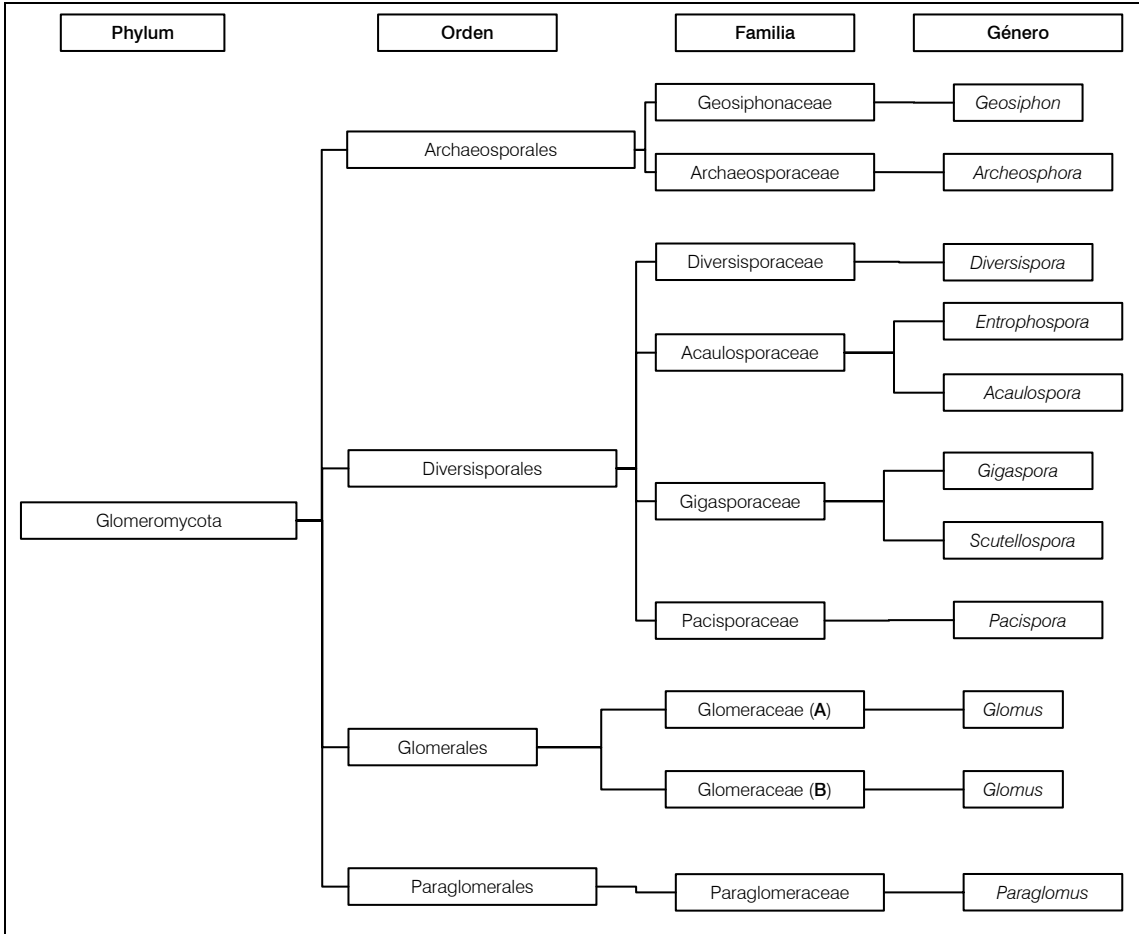 Phylum
Orden
Familia
Género
Geosiphonaceae
Geosiphon
Archaeosporales
Archaeosporaceae
Archeosphora
Diversisporaceae
Diversispora
Entrophospora
Acaulosporaceae
Acaulospora
Diversisporales
Gigaspora
Gigasporaceae
Glomeromycota
Scutellospora
Pacisporaceae
Pacispora
Glomeraceae (A)
Glomus
Glomerales
Glomeraceae (B)
Glomus
Paraglomerales
Paraglomeraceae
Paraglomus